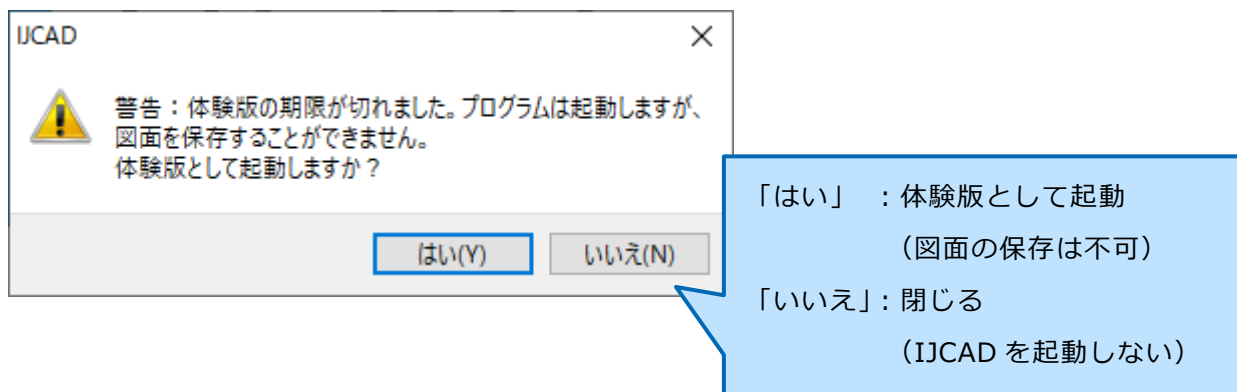 IJCAD
警告：体験版の期限が切れました。プログラムは起動しますが、
図面を保存することができません。
体験版として起動しますか？
はい(Y)
いいえ(N)
「はい」　：体験版として起動
（図面の保存は不可）
「いいえ」：閉じる
（IJCAD を起動しない）